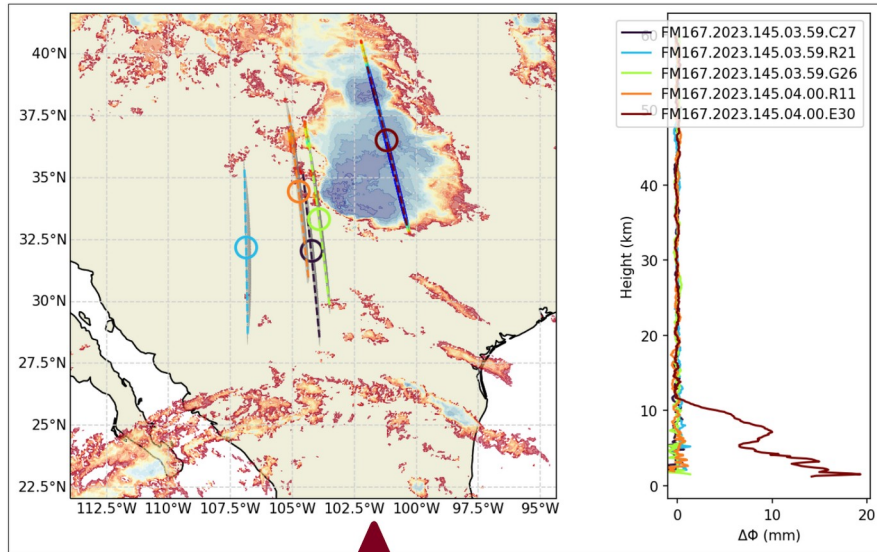 40°N
37.5°N
35°N
32.5°N
30°N
27.5°N
25°N
22.5°N
112.5°W 110°W 107.5°W 105°W 102.5°W 100°W 97.5°W 95°W
FM167.2023.145.03.59.C27
FM167.2023.145.03.59.R21
FM167.2023.145.03.59.G26
FM167.2023.145.04.00.R11
FM167.2023.145.04.00.E30
60
50
40
30
20
10
0
Height (km)
0 10 20
ΔΦ (mm)